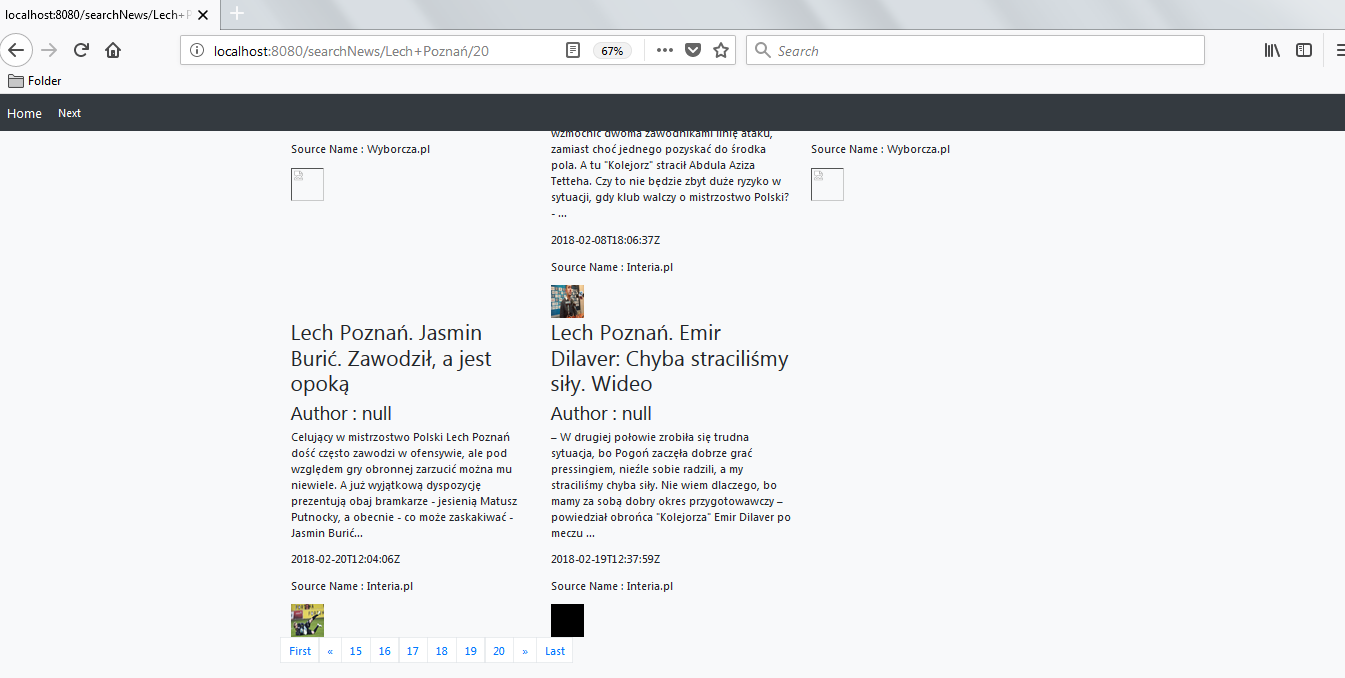 localhost:8080/searchNews/Lech+P
localhost:8080/searchNews/Lech+Poznań/20
67%
Search
Folder
Home
Next
Source Name : Wyborcza.pl
wzmocnić dwoma zawodnikami linię ataku,
zamiast choć jednego pozyskać do środka
pola. A tu "Kolejorz" stracił Abdula Aziza
Tetteha. Czy to nie będzie zbyt duże ryzyko w
sytuacji, gdy klub walczy o mistrzostwo Polski?
- ...
2018-02-08T18:06:37Z
Source Name : Interia.pl
Source Name : Wyborcza.pl
Lech Poznań. Jasmin
Burić. Zawodził, a jest
opoką
Author : null
Celujący w mistrzostwo Polski Lech Poznań
dość często zawodzi w ofensywie, ale pod
względem gry obronnej zarzucić można mu
niewiele. A już wyjątkową dyspozycję
prezentują obaj bramkarze - jesienią Matusz
Putnocky, a obecnie - co może zaskakiwać -
Jasmin Burić...
2018-02-20T12:04:06Z
Source Name : Interia.pl
Lech Poznań. Emir
Dilaver: Chyba straciliśmy
siły. Wideo
Author : null
– W drugiej połowie zrobiła się trudna
sytuacja, bo Pogoń zaczęła dobrze grać
pressingiem, nieźle sobie radzili, a my
straciliśmy chyba siły. Nie wiem dlaczego, bo
mamy za sobą dobry okres przygotowawczy –
powiedział obrońca "Kolejorza" Emir Dilaver po
meczu ...
2018-02-19T12:37:59Z
Source Name : Interia.pl
First « 15 16 17 18 19 20 » Last